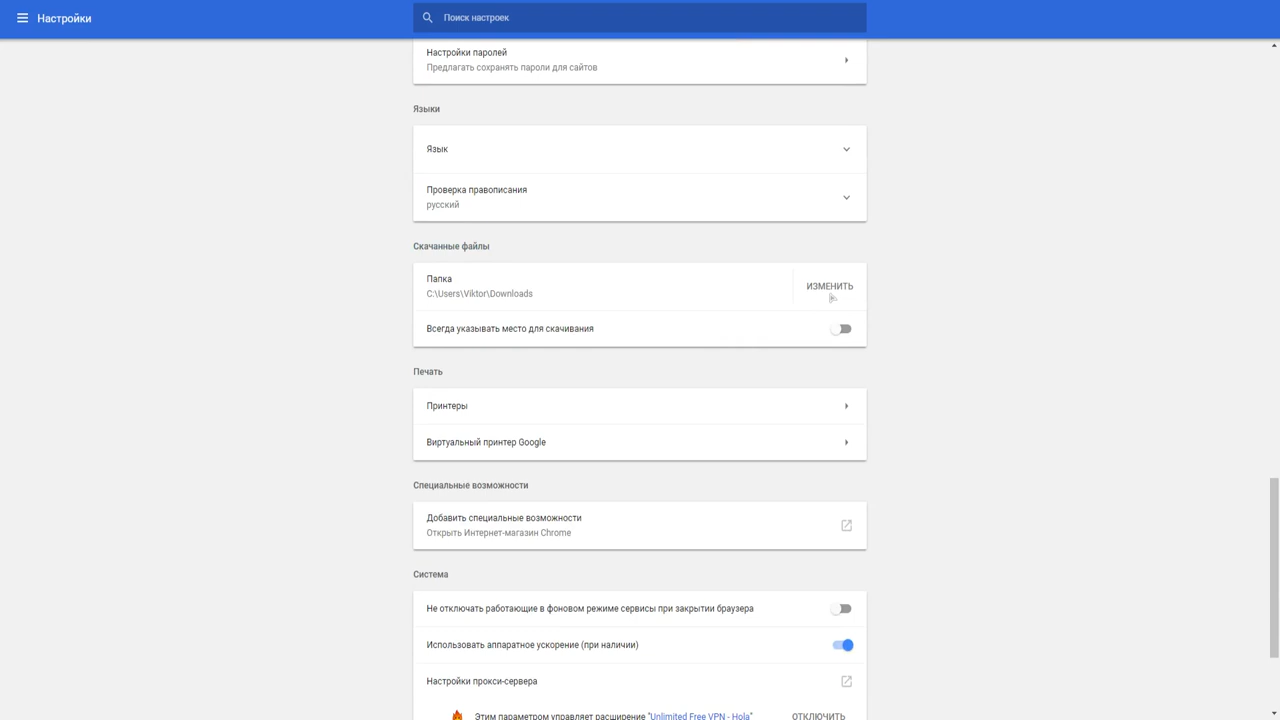 Настройки
Поиск настроек
Настройки паролей
Предлагать сохранять пароли для сайтов
Языки
Язык
Проверка правописания
русский
Скачанные файлы
Папка
C:\Users\Viktor\Downloads
ИЗМЕНИТЬ
Всегда указывать место для скачивания
Печать
Принтеры
Виртуальный принтер Google
Специальные возможности
Добавить специальные возможности
Открыть Интернет-магазин Chrome
Система
Не отключать работающие в фоновом режиме сервисы при закрытии браузера
Использовать аппаратное ускорение (при наличии)
Настройки прокси-сервера
Этим параметром управляет расширение "Unlimited Free VPN - Hola"
ОТКЛЮЧИТЬ